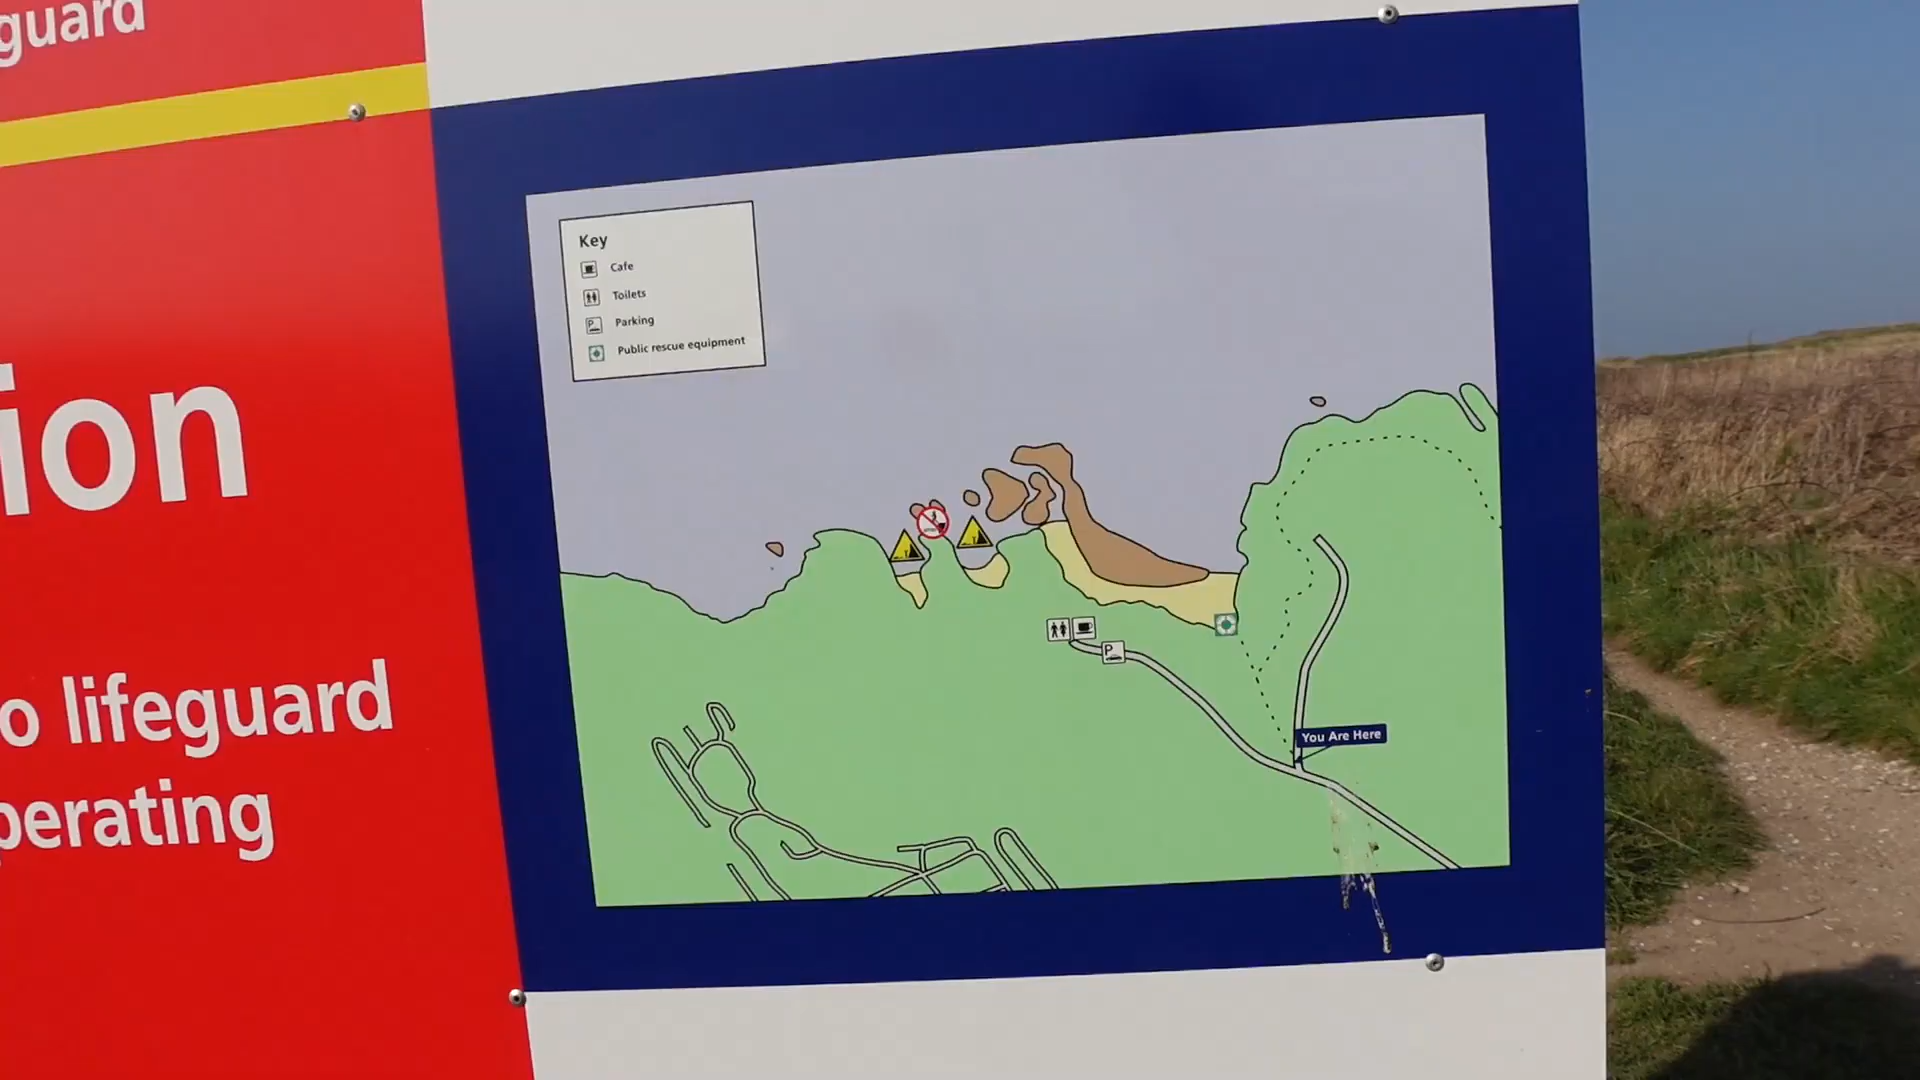 guard
ion
o lifeguard
perating
Key
Cafe
Toilets
P Parking
Public rescue equipment
P
You Are Here